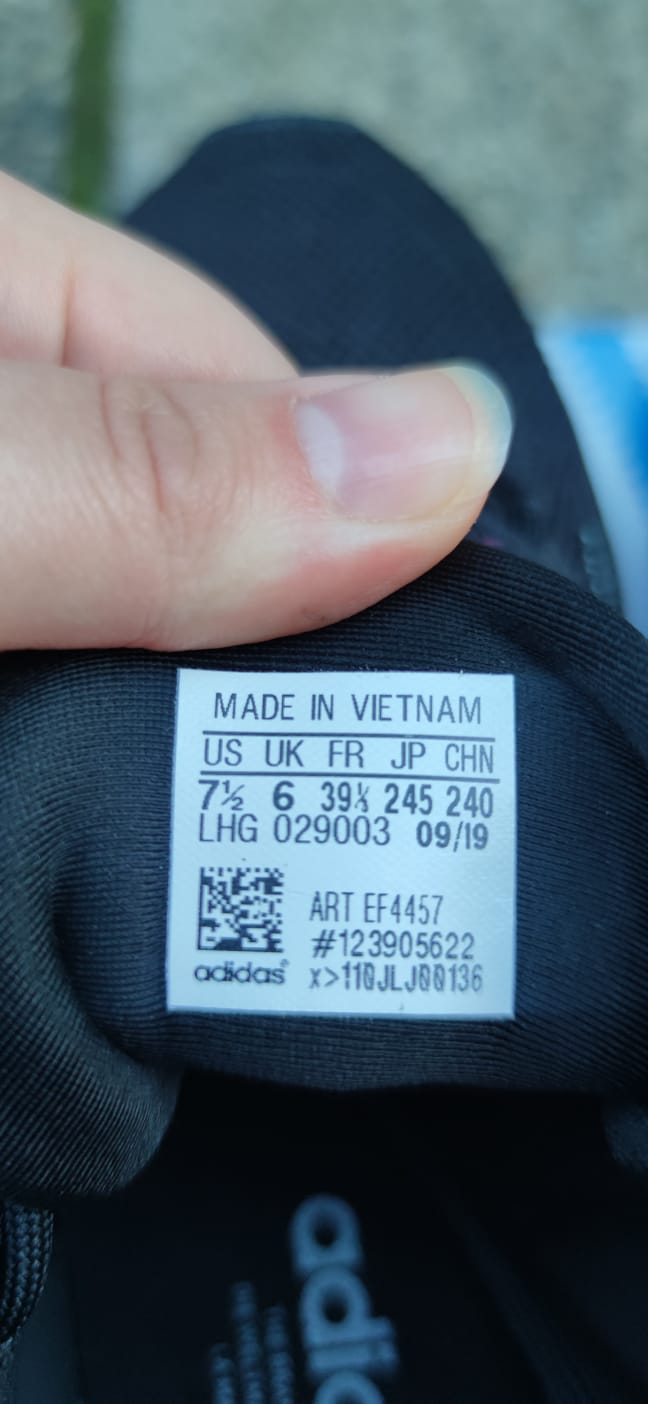 MADE IN VIETNAM
US UK FR JP CHN
7½ 6 39⅓ 245 240
LHG 029003 09/19
ART EF4457
#123905622
adidas® x>110JLJ00136
adi